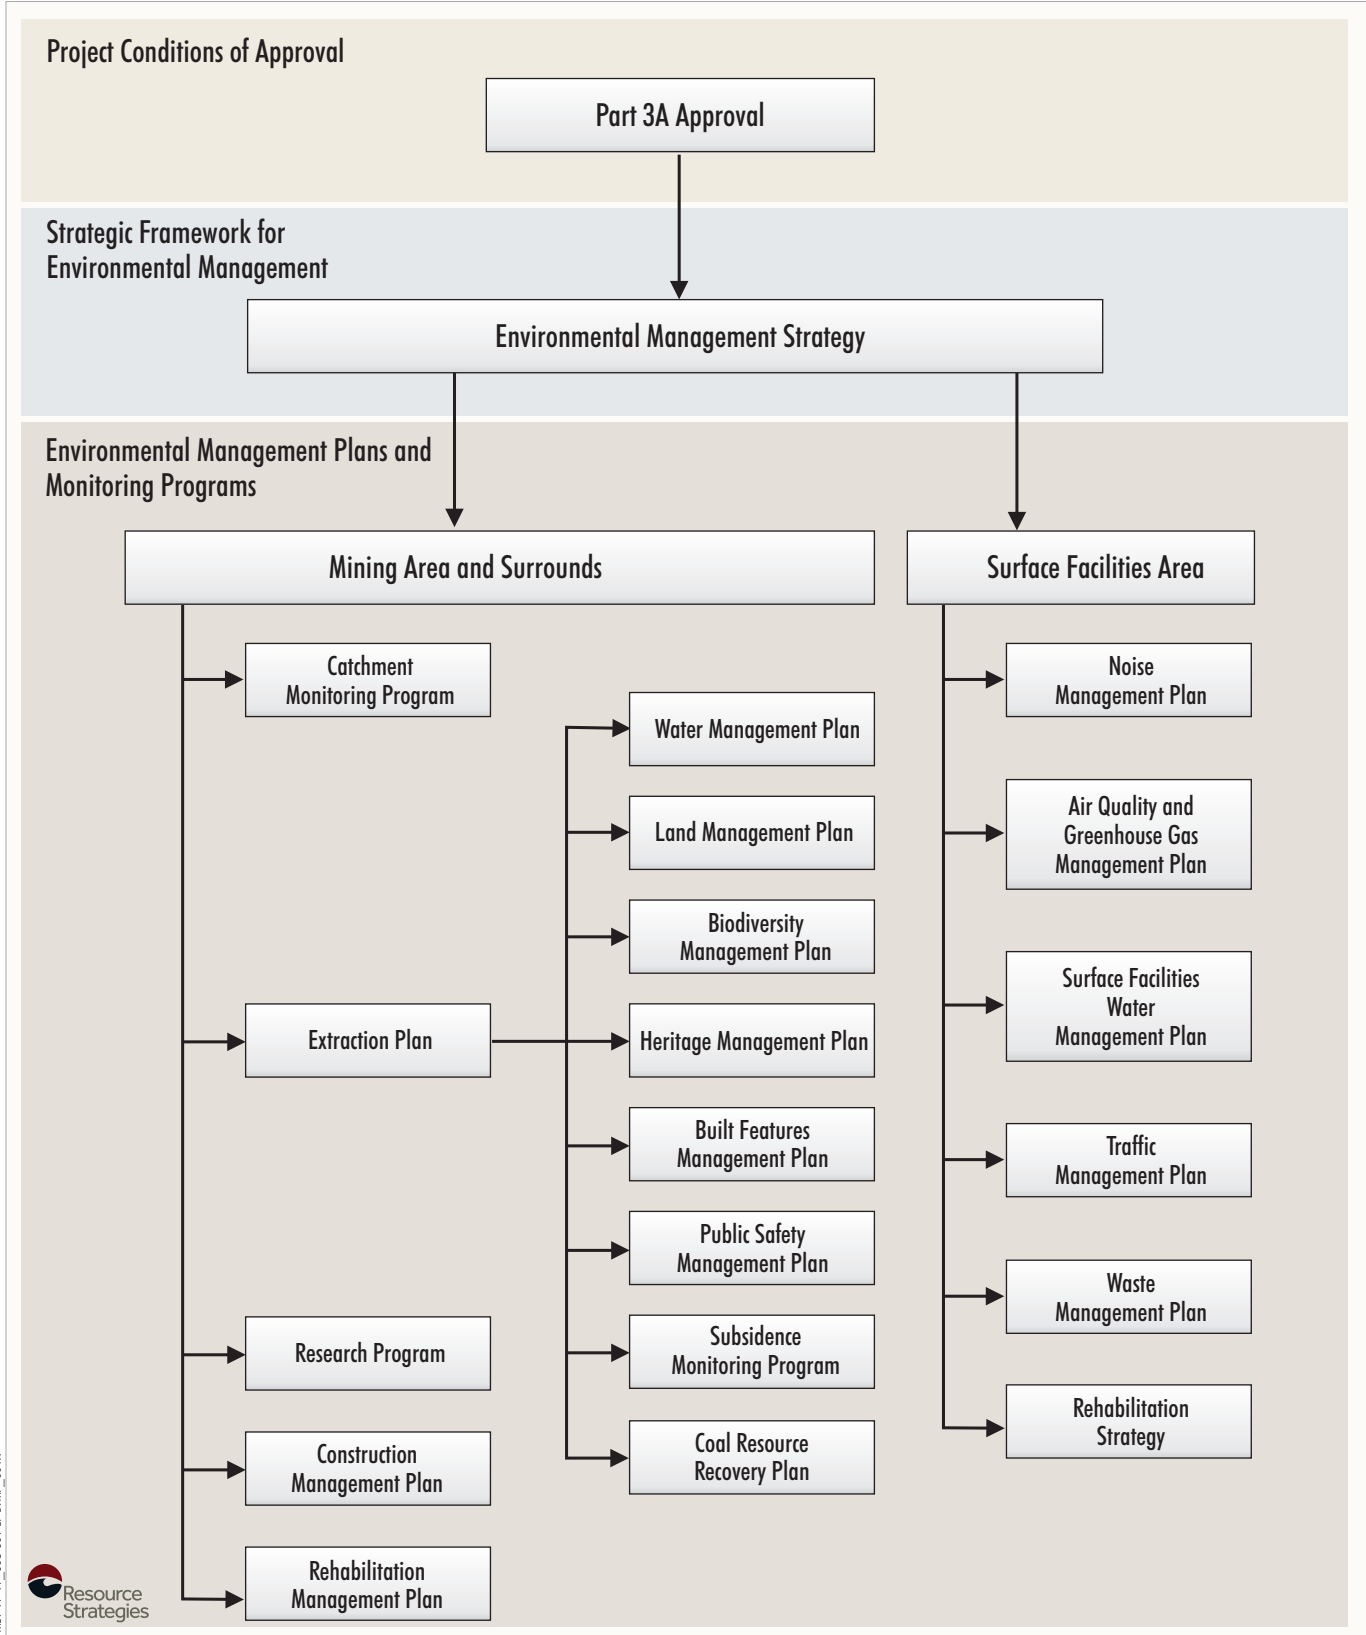 Project Conditions of Approval
Part 3A Approval
Strategic Framework for
Environmental Management
Environmental Management Strategy
Environmental Management Plans and
Monitoring Programs
Mining Area and Surrounds
Catchment
Monitoring Program
Extraction Plan
Water Management Plan
Land Management Plan
Biodiversity
Management Plan
Heritage Management Plan
Built Features
Management Plan
Public Safety
Management Plan
Subsidence
Monitoring Program
Coal Resource
Recovery Plan
Research Program
Construction
Management Plan
Rehabilitation
Management Plan
Surface Facilities Area
Noise
Management Plan
Air Quality and
Greenhouse Gas
Management Plan
Surface Facilities
Water
Management Plan
Traffic
Management Plan
Waste
Management Plan
Rehabilitation
Strategy
Resource
Strategies